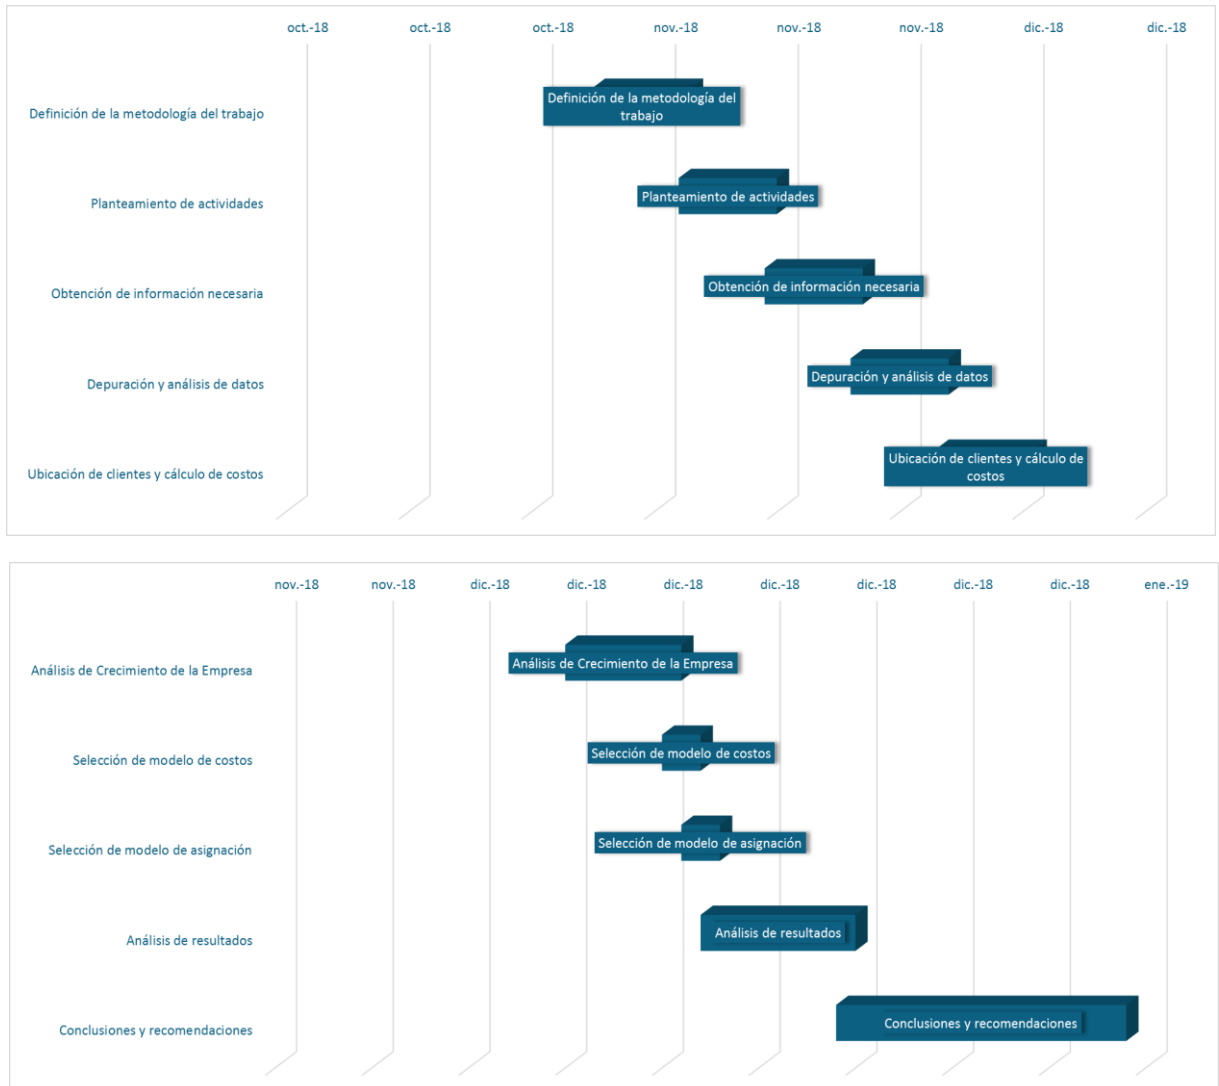 oct.-18 oct.-18 oct.-18 nov.-18 nov.-18 nov.-18 dic.-18 dic.-18
Definición de la metodología del trabajo
Definición de la metodología del
trabajo
Planteamiento de actividades
Planteamiento de actividades
Obtención de información necesaria
Obtención de información necesaria
Depuración y análisis de datos
Depuración y análisis de datos
Ubicación de clientes y cálculo de costos
Ubicación de clientes y cálculo de
costos
nov.-18 nov.-18 dic.-18 dic.-18 dic.-18 dic.-18 dic.-18 dic.-18 dic.-18 ene.-19
Análisis de Crecimiento de la Empresa
Análisis de Crecimiento de la Empresa
Selección de modelo de costos
Selección de modelo de costos
Selección de modelo de asignación
Selección de modelo de asignación
Análisis de resultados
Análisis de resultados
Conclusiones y recomendaciones
Conclusiones y recomendaciones